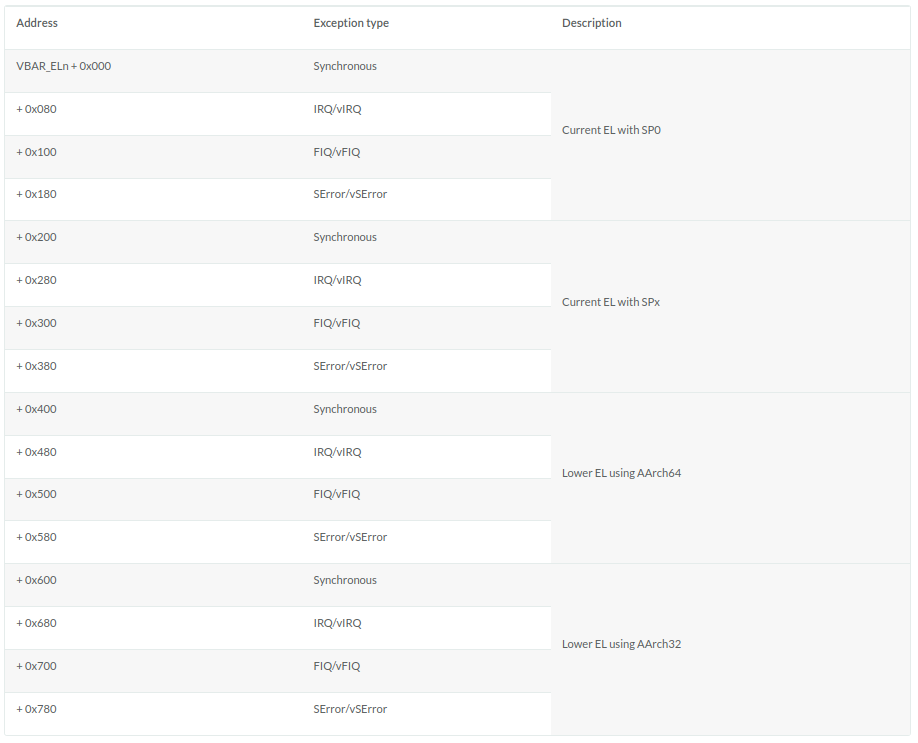 Address Exception type Description
VBAR_ELn + 0x000 Synchronous
+ 0x080 IRQ/vIRQ
Current EL with SP0
+ 0x100 FIQ/vFIQ
+ 0x180 SError/vSError
+ 0x200 Synchronous
+ 0x280 IRQ/vIRQ
Current EL with SPx
+ 0x300 FIQ/vFIQ
+ 0x380 SError/vSError
+ 0x400 Synchronous
+ 0x480 IRQ/vIRQ
Lower EL using AArch64
+ 0x500 FIQ/vFIQ
+ 0x580 SError/vSError
+ 0x600 Synchronous
+ 0x680 IRQ/vIRQ
Lower EL using AArch32
+ 0x700 FIQ/vFIQ
+ 0x780 SError/vSError